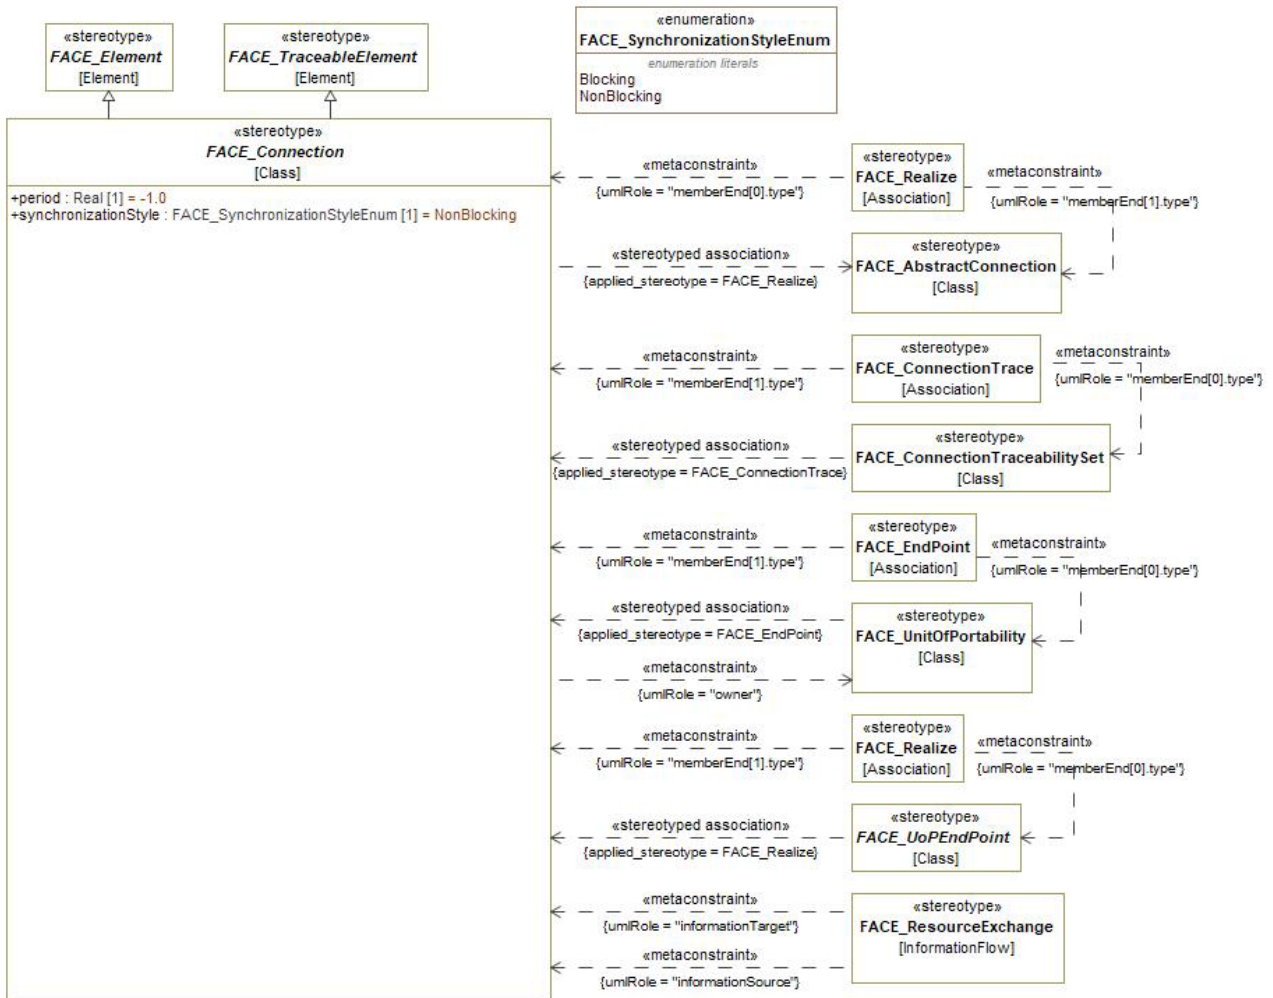 «stereotype»
FACE_Element
[Element]
«stereotype»
FACE_TraceableElement
[Element]
«enumeration»
FACE_SynchronizationStyleEnum
enumeration literals
Blocking
NonBlocking
«stereotype»
FACE_Connection
[Class]
+period : Real [1] = -1.0
+synchronizationStyle : FACE_SynchronizationStyleEnum [1] = NonBlocking
«metaconstraint»
{umlRole = "memberEnd[0].type"}
«stereotype»
FACE_Realize
[Association]
«metaconstraint»
{umlRole = "memberEnd[1].type"}
«stereotyped association»
{applied_stereotype = FACE_Realize}
«stereotype»
FACE_AbstractConnection
[Class]
«metaconstraint»
{umlRole = "memberEnd[1].type"}
«stereotype»
FACE_ConnectionTrace
[Association]
«metaconstraint»
{umlRole = "memberEnd[0].type"}
«stereotyped association»
{applied_stereotype = FACE_ConnectionTrace}
«stereotype»
FACE_ConnectionTraceabilitySet
[Class]
«metaconstraint»
{umlRole = "memberEnd[1].type"}
«stereotype»
FACE_EndPoint
[Association]
«metaconstraint»
{umlRole = "memberEnd[0].type"}
«stereotyped association»
{applied_stereotype = FACE_EndPoint}
«stereotype»
FACE_UnitOfPortability
[Class]
«metaconstraint»
{umlRole = "owner"}
«metaconstraint»
{umlRole = "memberEnd[1].type"}
«stereotype»
FACE_Realize
[Association]
«metaconstraint»
{umlRole = "memberEnd[0].type"}
«stereotyped association»
{applied_stereotype = FACE_Realize}
«stereotype»
FACE_UoPEndPoint
[Class]
«metaconstraint»
{umlRole = "informationTarget"}
«stereotype»
FACE_ResourceExchange
[InformationFlow]
«metaconstraint»
{umlRole = "informationSource"}